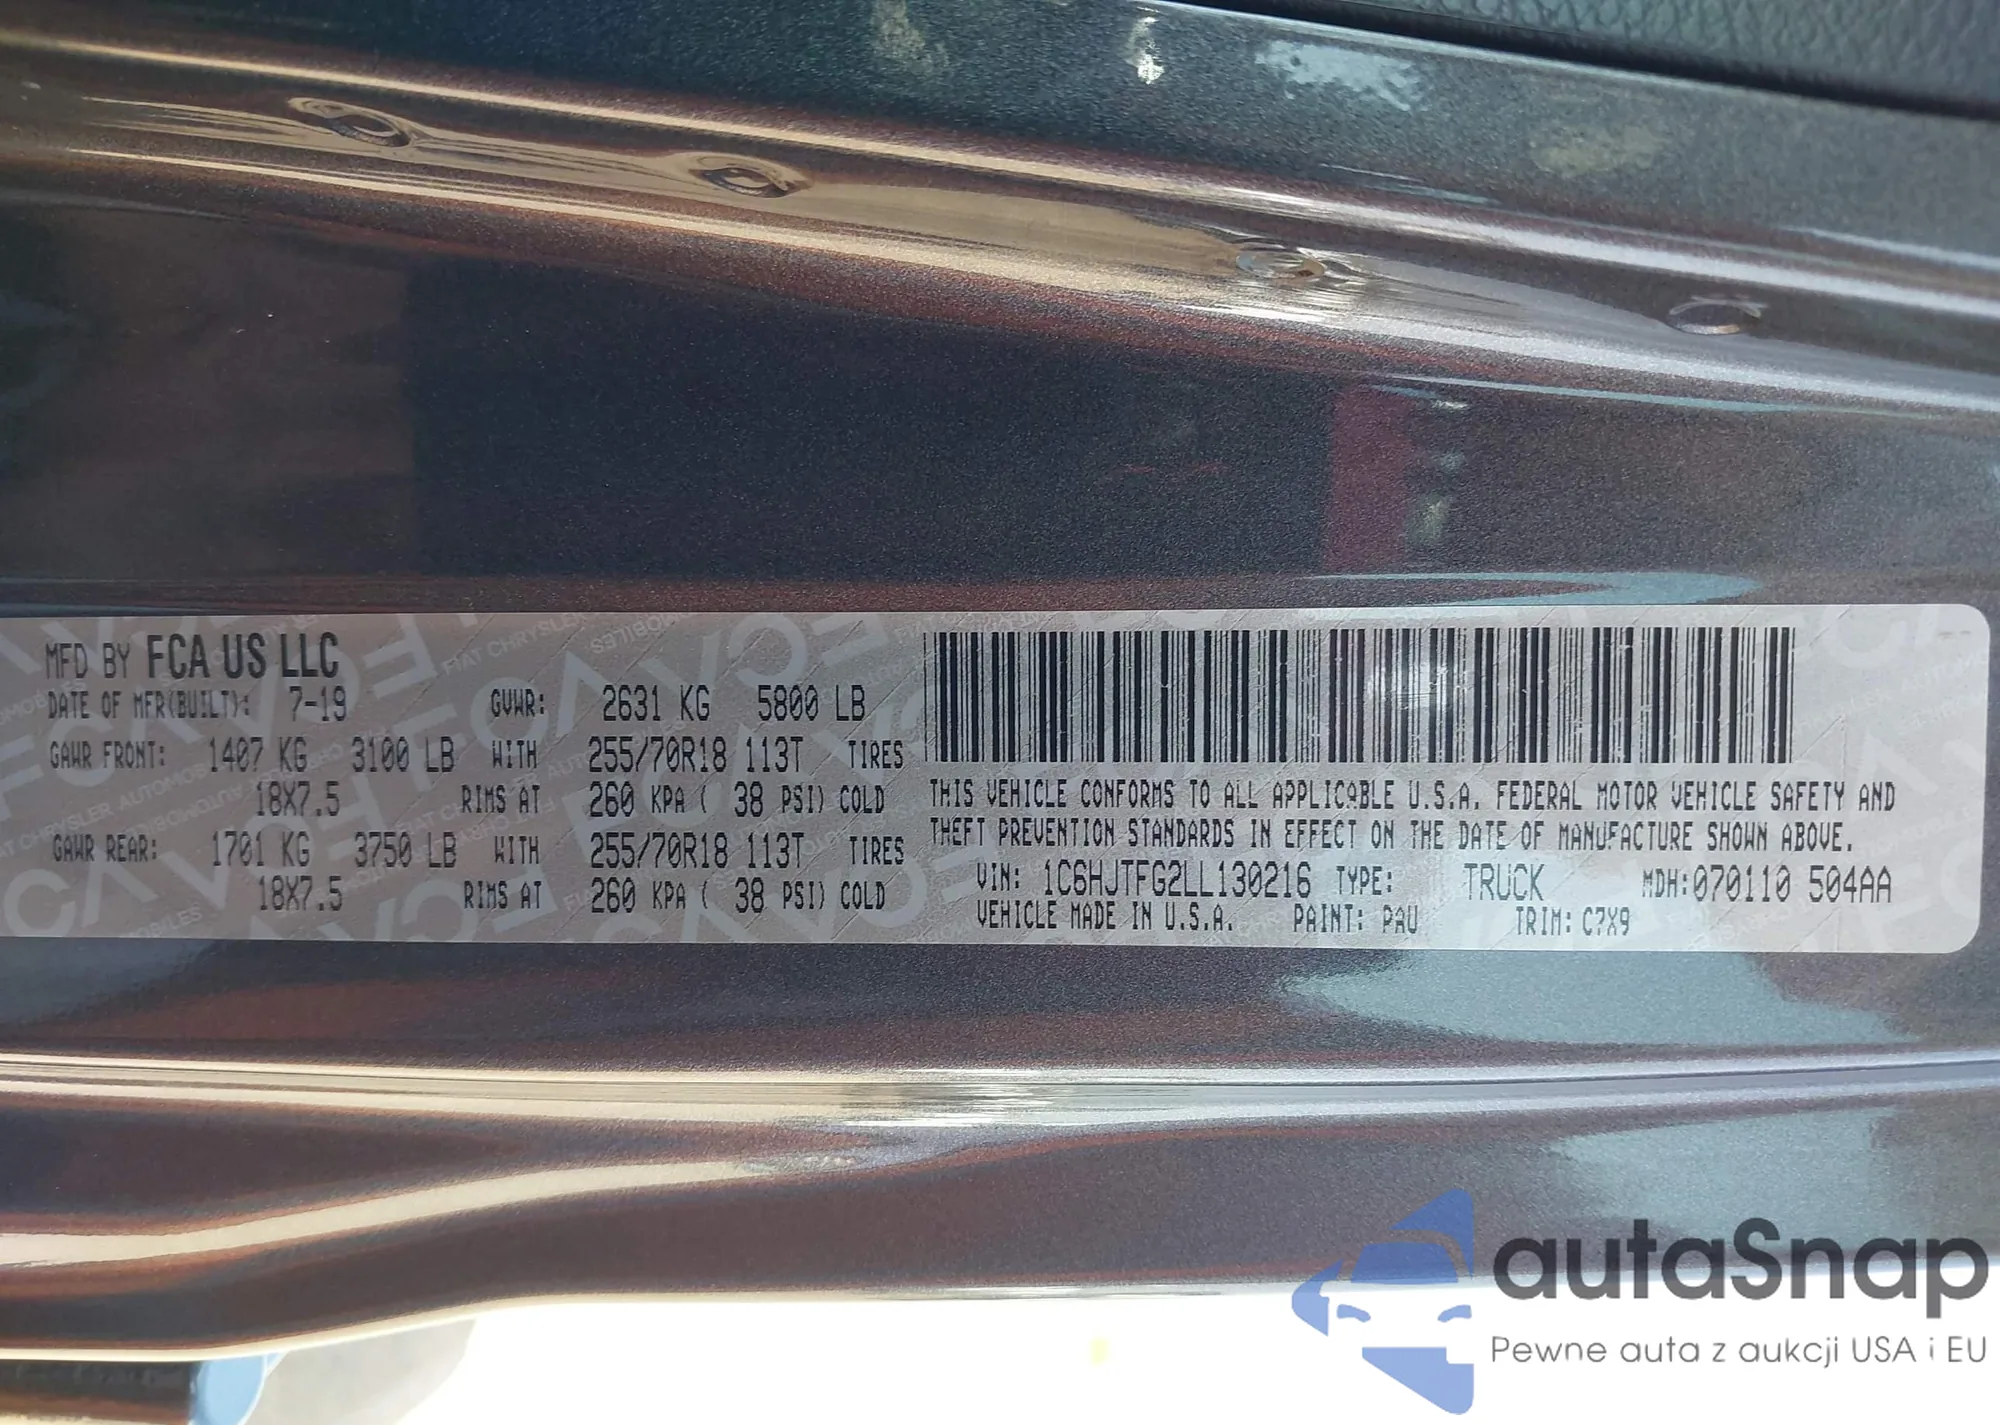 MFD BY FCA US LLC
DATE OF MFR(BUILT): 7-19 GVWR: 2631 KG 5800 LB
GAWR FRONT: 1407 KG 3100 LB WITH 255/70R18 113T TIRES
18X7.5 RIMS AT 260 KPA ( 38 PSI) COLD
GAWR REAR: 1701 KG 3750 LB WITH 255/70R18 113T TIRES
18X7.5 RIMS AT 260 KPA ( 38 PSI) COLD
THIS VEHICLE CONFORMS TO ALL APPLICABLE U.S.A. FEDERAL MOTOR VEHICLE SAFETY AND
THEFT PREVENTION STANDARDS IN EFFECT ON THE DATE OF MANUFACTURE SHOWN ABOVE.
VIN: 1C6HJTFG2LL130216 TYPE: TRUCK MDH:070110 504AA
VEHICLE MADE IN U.S.A. PAINT: PAU TRIM: C7X9
autaSnap
Pewne auta z aukcji USA i EU